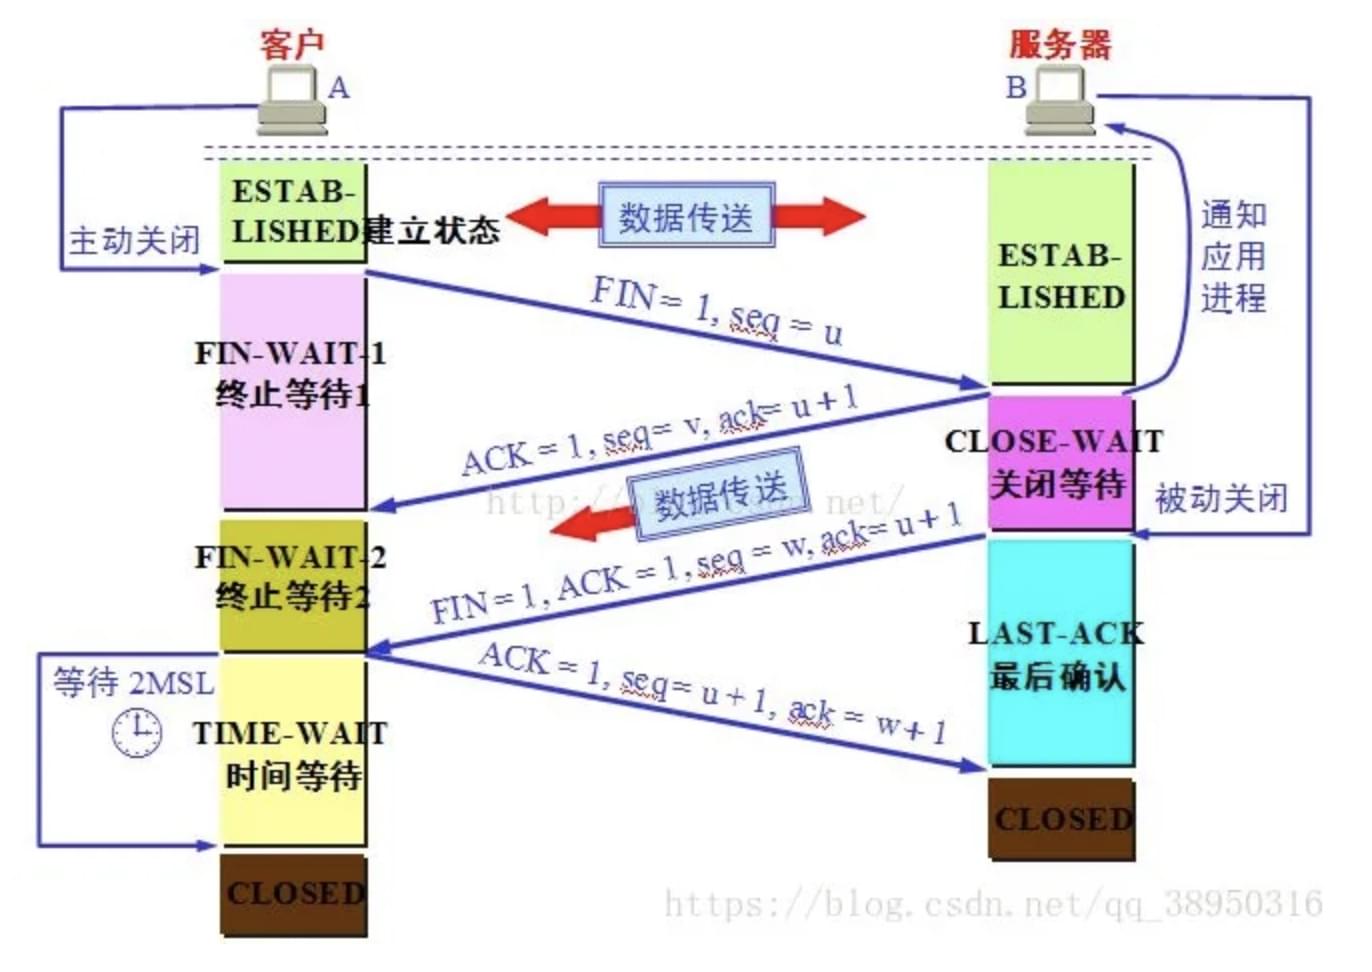 客户
服务器
A
B
ESTAB-
LISHED建立状态
数据传送
主动关闭
ESTAB-
LISHED
通知
应用
进程
FIN = 1, seq = u
FIN-WAIT-1
终止等待1
ACK = 1, seq = v, ack= u + 1
CLOSE-WAIT
关闭等待
数据传送
被动关闭
FIN-WAIT-2
终止等待2
FIN = 1, ACK = 1, seq = w, ack= u + 1
LAST-ACK
最后确认
等待 2MSL
ACK = 1, seq = u + 1, ack = w + 1
TIME-WAIT
时间等待
CLOSED
CLOSED
https://blog.csdn.net/qq_38950316